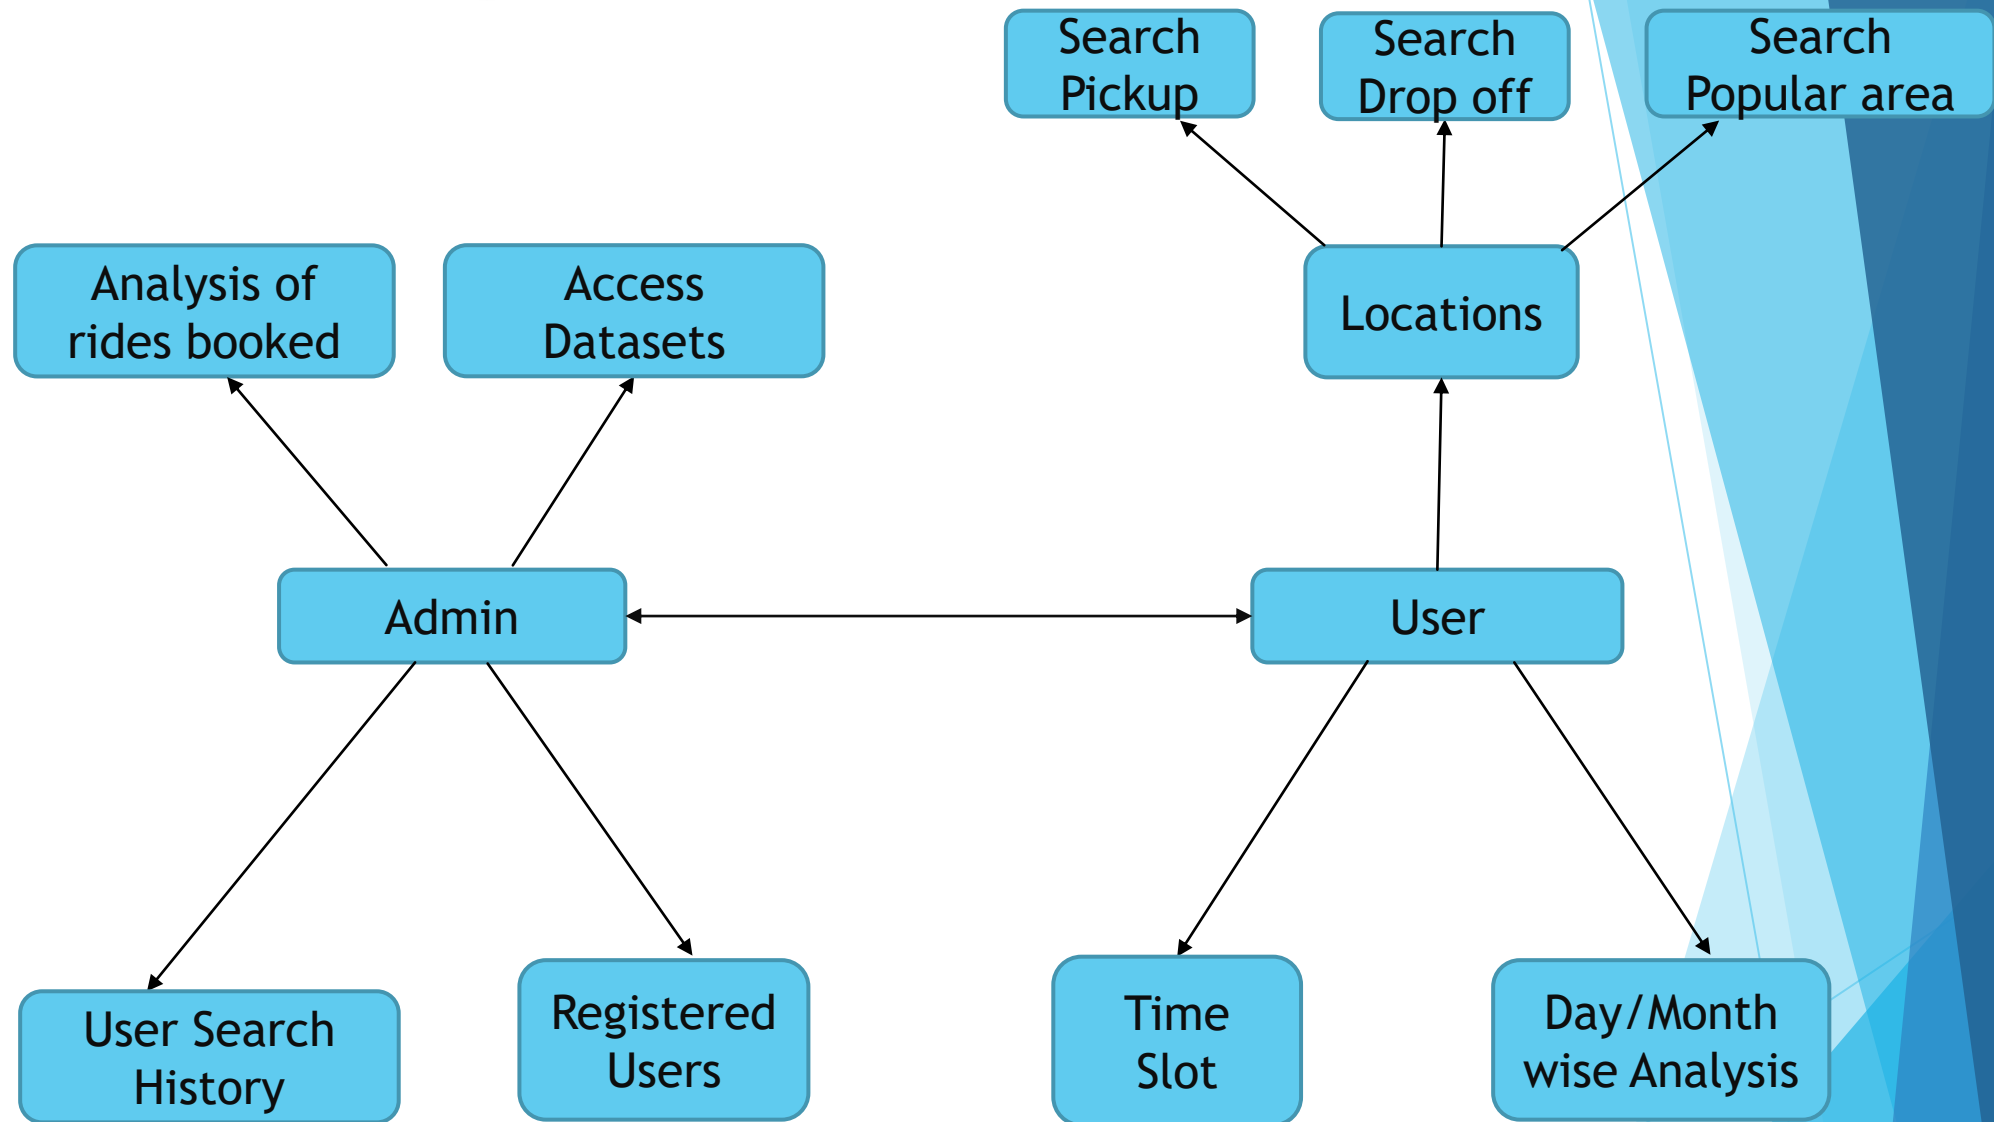 Search
Pickup
Search
Drop off
Search
Popular area
Analysis of
rides booked
Access
Datasets
Locations
Admin
User
User Search
History
Registered
Users
Time
Slot
Day/Month
wise Analysis